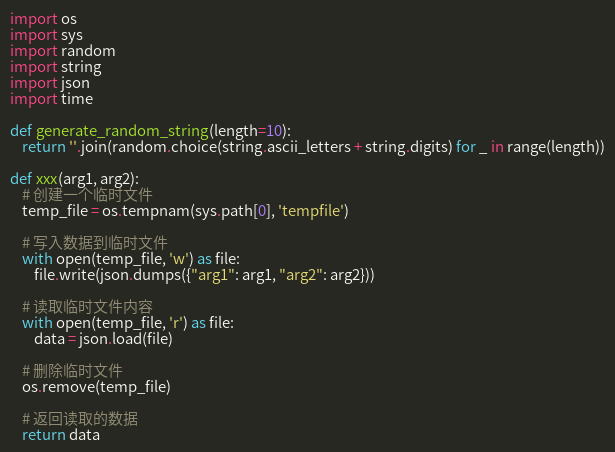 import os
import sys
import random
import string
import json
import time

def generate_random_string(length=10):
    return ''.join(random.choice(string.ascii_letters + string.digits) for _ in range(length))

def xxx(arg1, arg2):
    # 创建一个临时文件
    temp_file = os.tempnam(sys.path[0], 'tempfile')

    # 写入数据到临时文件
    with open(temp_file, 'w') as file:
        file.write(json.dumps({"arg1": arg1, "arg2": arg2}))

    # 读取临时文件内容
    with open(temp_file, 'r') as file:
        data = json.load(file)

    # 删除临时文件
    os.remove(temp_file)

    # 返回读取的数据
    return data